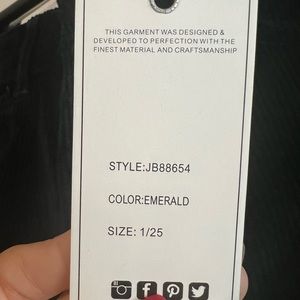 THIS GARMENT WAS DESIGNED &
DEVELOPED TO PERFECTION WITH THE
FINEST MATERIAL AND CRAFTSMANSHIP
STYLE:JB88654
COLOR:EMERALD
SIZE: 1/25